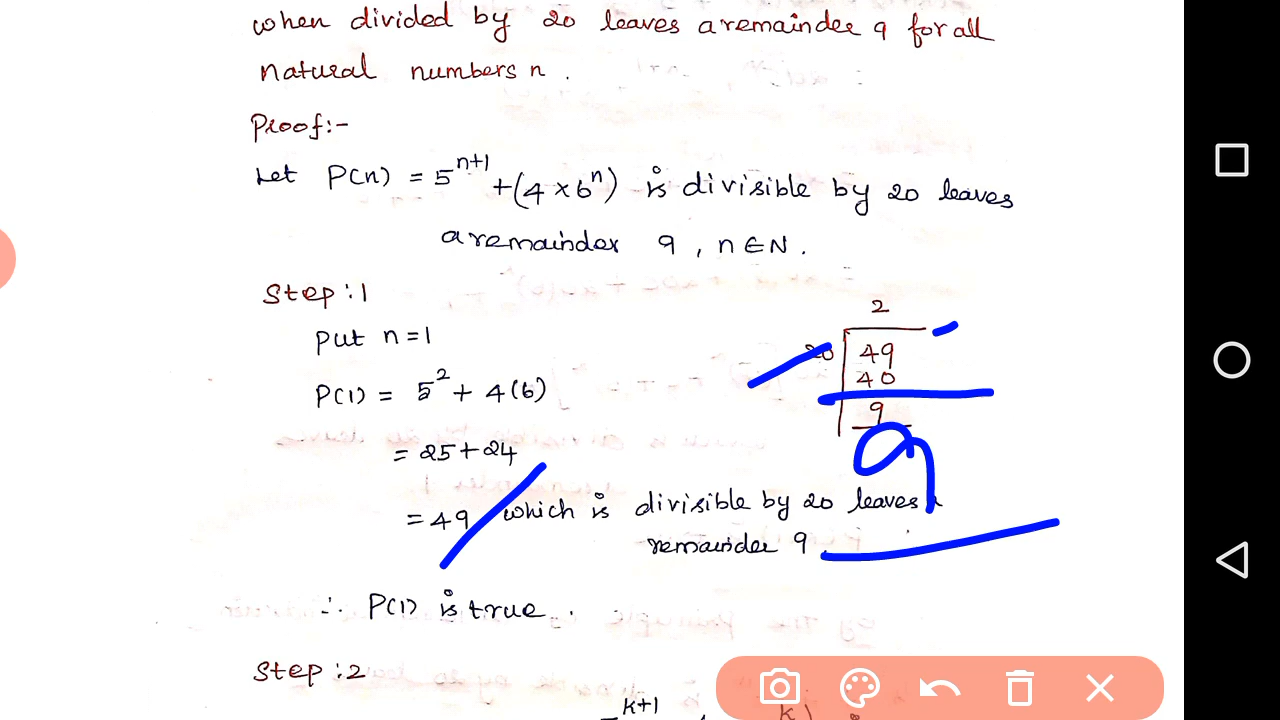 when divided by 20 leaves a remainder 9 for all
natural numbers n .
Proof:-
Let P(n) = 5^{n+1} + (4 × 6^n) is divisible by 20 leaves
a remainder 9 , n ∈ N .
Step :1
Put n = 1
P(1) = 5^2 + 4(6)
= 25 + 24
= 49 which is divisible by 20 leaves
remainder 9
2
20 49
40
9
9
∴ P(1) is true .
Step :2
k+1